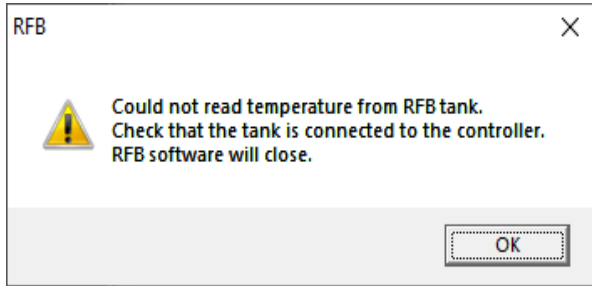 RFB
Could not read temperature from RFB tank.
Check that the tank is connected to the controller.
RFB software will close.
OK